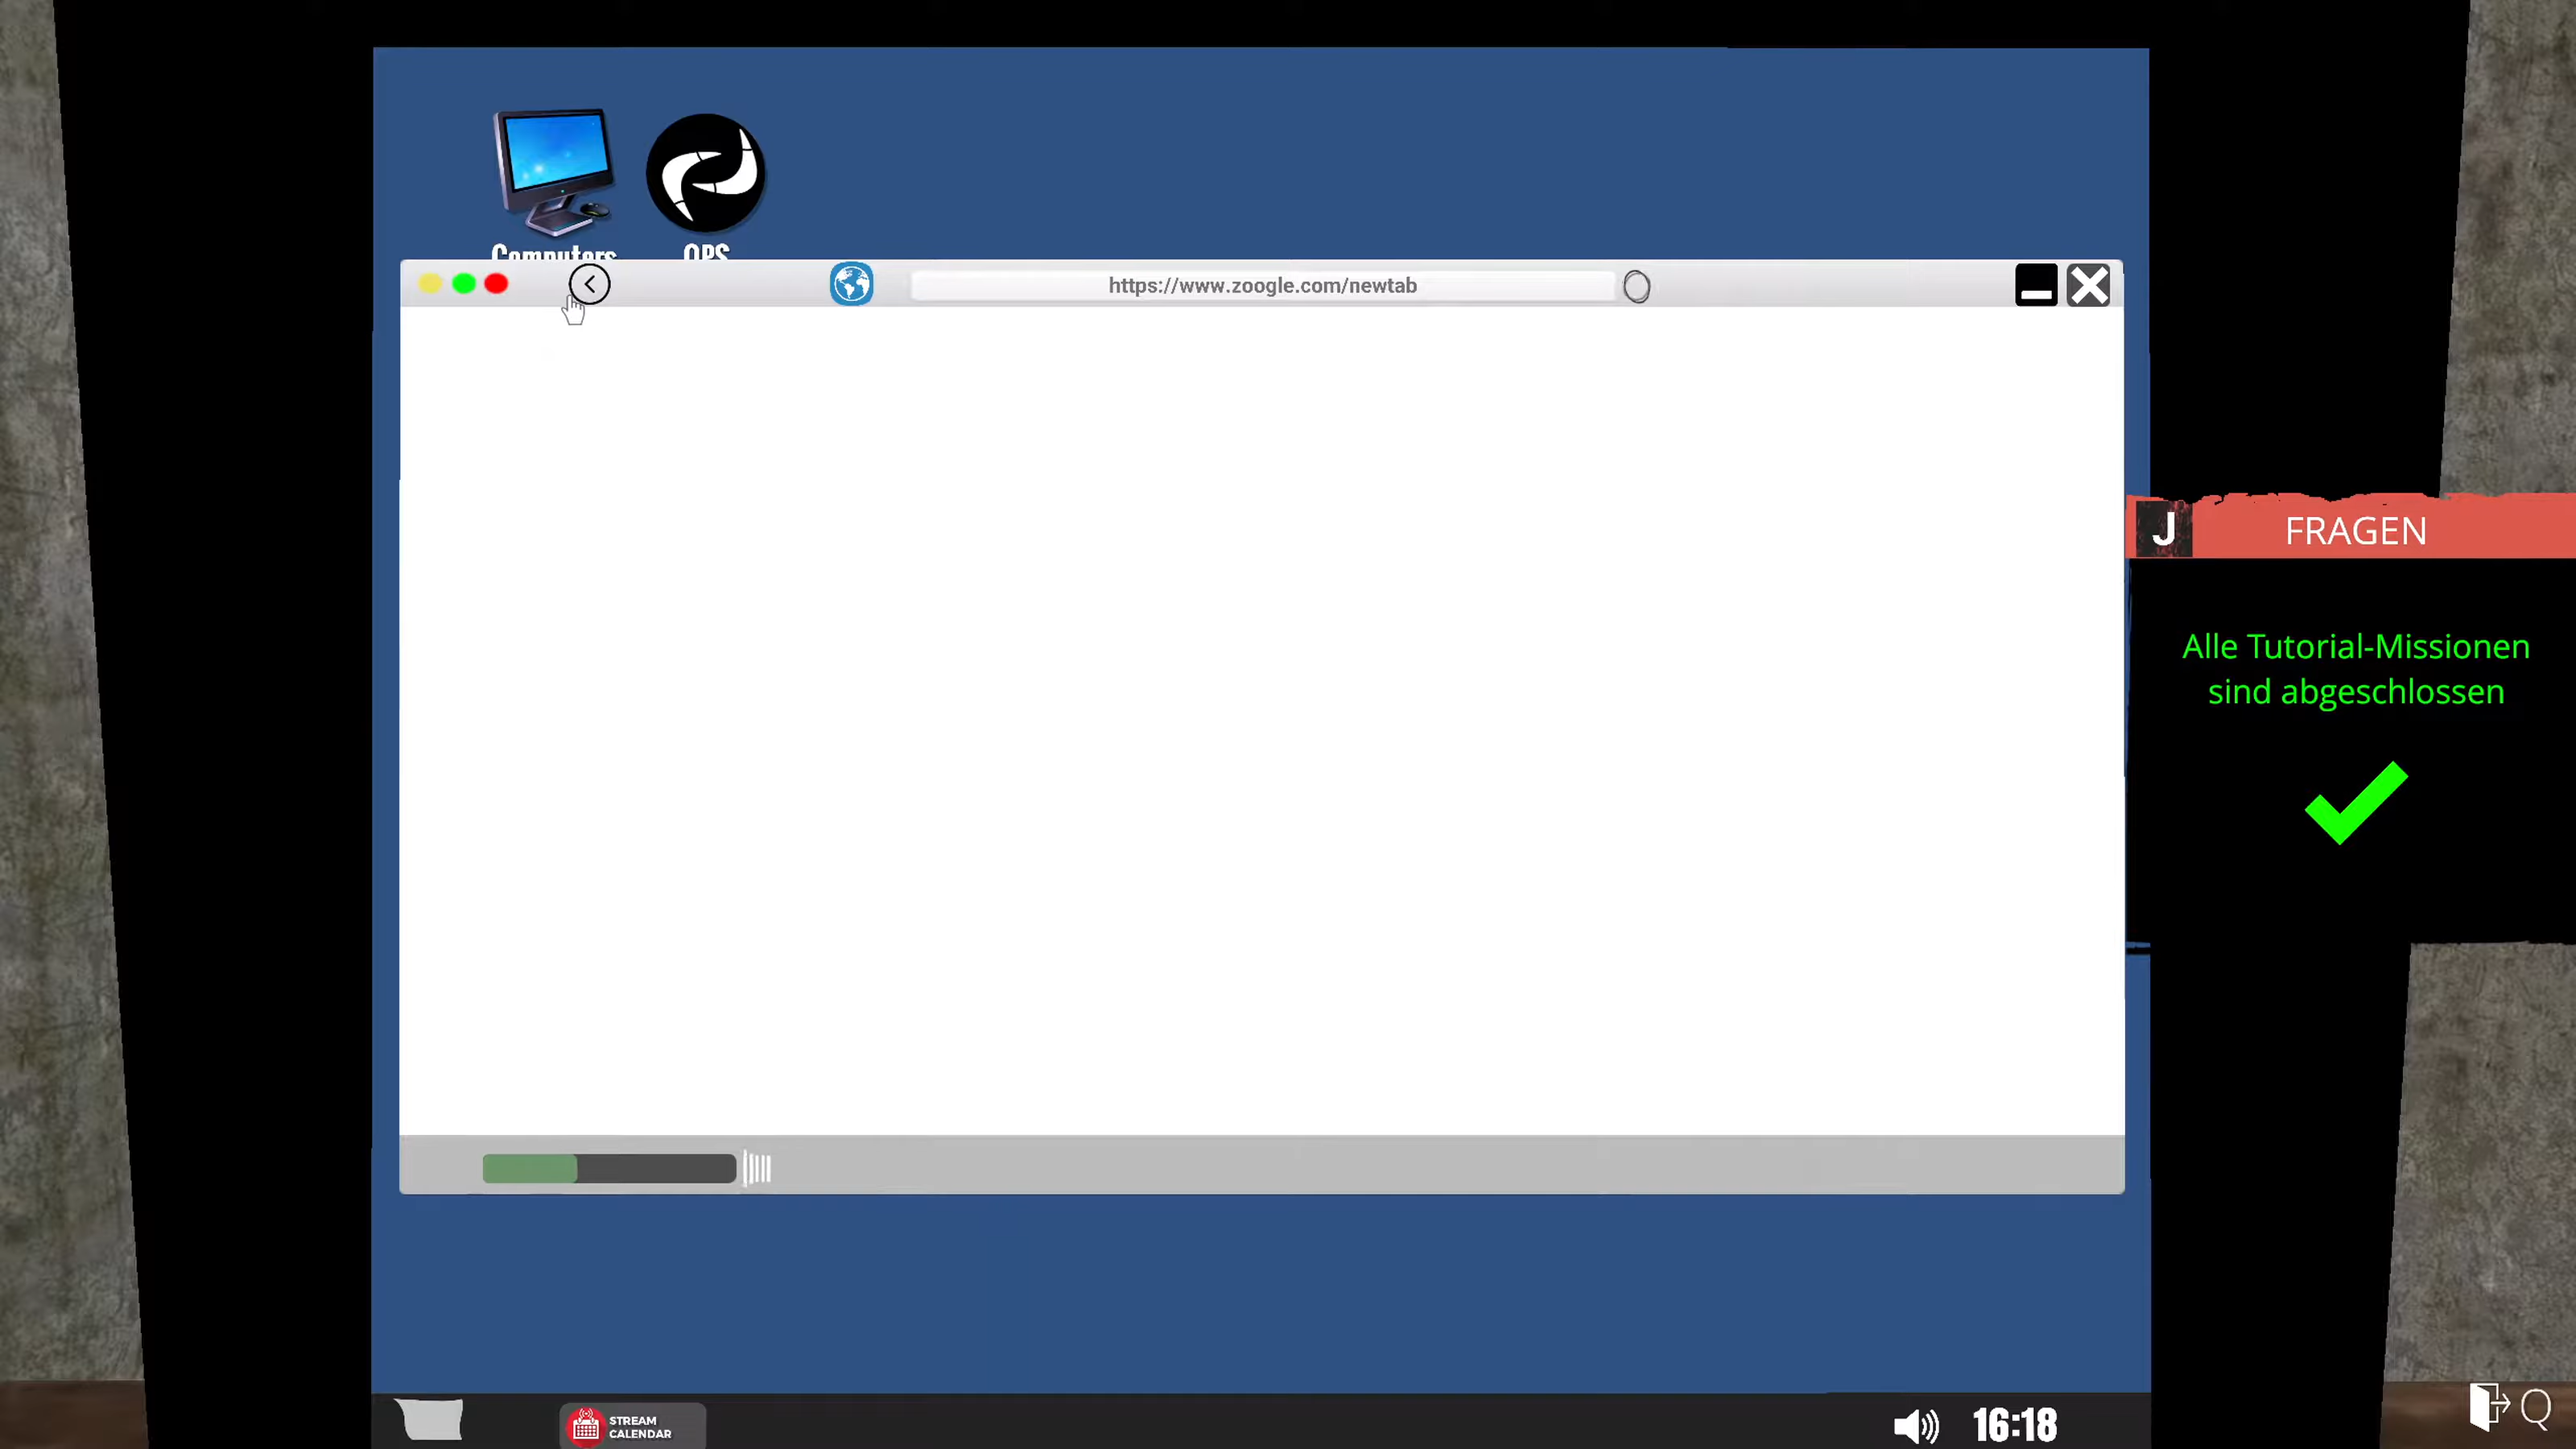 Computers
OPS
https://www.zoogle.com/newtab
J
FRAGEN
Alle Tutorial-Missionen
sind abgeschlossen
STREAM
CALENDAR
16:18
Q